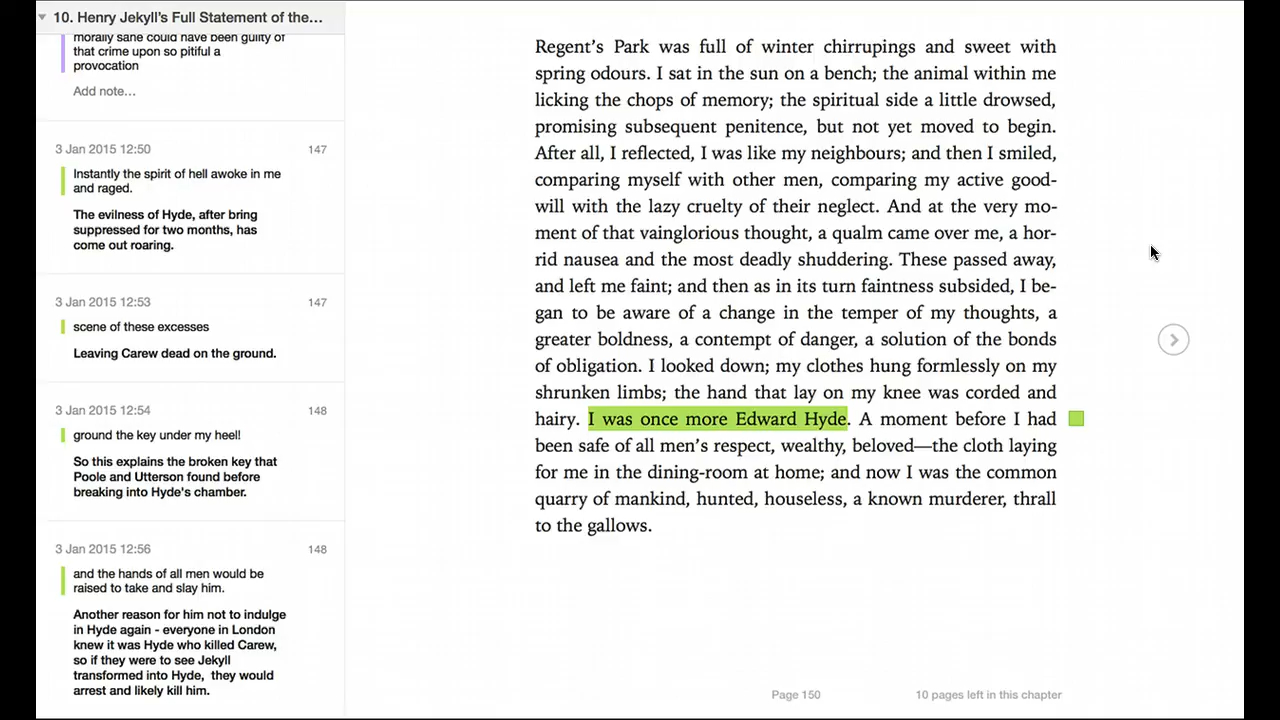 10. Henry Jekyll's Full Statement of the…
morally sane could have been guilty of
that crime upon so pitiful a
provocation
Add note…
3 Jan 2015 12:50 147
Instantly the spirit of hell awoke in me
and raged.
The evilness of Hyde, after bring
suppressed for two months, has
come out roaring.
3 Jan 2015 12:53 147
scene of these excesses
Leaving Carew dead on the ground.
3 Jan 2015 12:54 148
ground the key under my heel!
So this explains the broken key that
Poole and Utterson found before
breaking into Hyde's chamber.
3 Jan 2015 12:56 148
and the hands of all men would be
raised to take and slay him.
Another reason for him not to indulge
in Hyde again - everyone in London
knew it was Hyde who killed Carew,
so if they were to see Jekyll
transformed into Hyde, they would
arrest and likely kill him.
Regent's Park was full of winter chirrupings and sweet with
spring odours. I sat in the sun on a bench; the animal within me
licking the chops of memory; the spiritual side a little drowsed,
promising subsequent penitence, but not yet moved to begin.
After all, I reflected, I was like my neighbours; and then I smiled,
comparing myself with other men, comparing my active good-
will with the lazy cruelty of their neglect. And at the very mo-
ment of that vainglorious thought, a qualm came over me, a hor-
rid nausea and the most deadly shuddering. These passed away,
and left me faint; and then as in its turn faintness subsided, I be-
gan to be aware of a change in the temper of my thoughts, a
greater boldness, a contempt of danger, a solution of the bonds
of obligation. I looked down; my clothes hung formlessly on my
shrunken limbs; the hand that lay on my knee was corded and
hairy. I was once more Edward Hyde. A moment before I had
been safe of all men's respect, wealthy, beloved—the cloth laying
for me in the dining-room at home; and now I was the common
quarry of mankind, hunted, houseless, a known murderer, thrall
to the gallows.
Page 150 10 pages left in this chapter